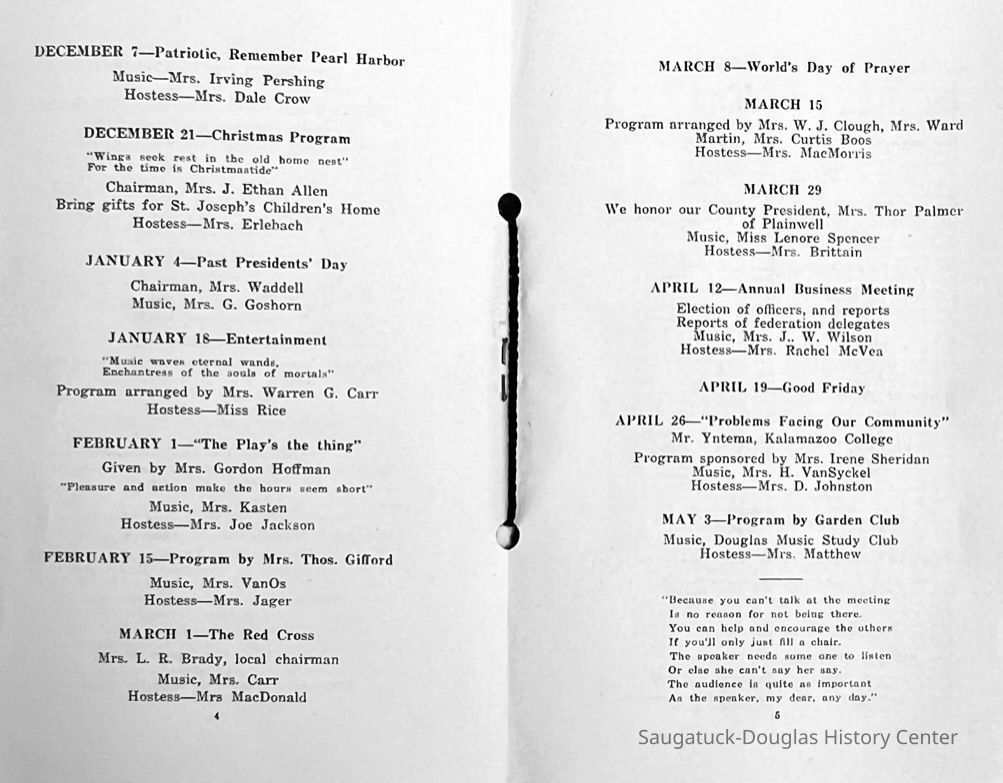 DECEMBER 7—Patriotic, Remember Pearl Harbor
Music—Mrs. Irving Pershing
Hostess—Mrs. Dale Crow
DECEMBER 21—Christmas Program
"Wings seek rest in the old home nest"
For the time is Christmastide"
Chairman, Mrs. J. Ethan Allen
Bring gifts for St. Joseph's Children's Home
Hostess—Mrs. Erlebach
JANUARY 4—Past Presidents' Day
Chairman, Mrs. Waddell
Music, Mrs. G. Goshorn
JANUARY 18—Entertainment
"Music waves eternal wands,
Enchantress of the souls of mortals"
Program arranged by Mrs. Warren G. Carr
Hostess—Miss Rice
FEBRUARY 1—"The Play's the thing"
Given by Mrs. Gordon Hoffman
"Pleasure and action make the hours seem short"
Music, Mrs. Kasten
Hostess—Mrs. Joe Jackson
FEBRUARY 15—Program by Mrs. Thos. Gifford
Music, Mrs. VanOs
Hostess—Mrs. Jager
MARCH 1—The Red Cross
Mrs. L. R. Brady, local chairman
Music, Mrs. Carr
Hostess—Mrs MacDonald
4
MARCH 8—World's Day of Prayer
MARCH 15
Program arranged by Mrs. W. J. Clough, Mrs. Ward
Martin, Mrs. Curtis Boos
Hostess—Mrs. MacMorris
MARCH 29
We honor our County President, Mrs. Thor Palmer
of Plainwell
Music, Miss Lenore Spencer
Hostess—Mrs. Brittain
APRIL 12—Annual Business Meeting
Election of officers, and reports
Reports of federation delegates
Music, Mrs. J.. W. Wilson
Hostess—Mrs. Rachel McVea
APRIL 19—Good Friday
APRIL 26—"Problems Facing Our Community"
Mr. Yntema, Kalamazoo College
Program sponsored by Mrs. Irene Sheridan
Music, Mrs. H. VanSyckel
Hostess—Mrs. D. Johnston
MAY 3—Program by Garden Club
Music, Douglas Music Study Club
Hostess—Mrs. Matthew
"Because you can't talk at the meeting
Is no reason for not being there.
You can help and encourage the others
If you'll only just fill a chair.
The speaker needs some one to listen
Or else she can't say her say.
The audience is quite as important
As the speaker, my dear, any day."
5
Saugatuck-Douglas History Center